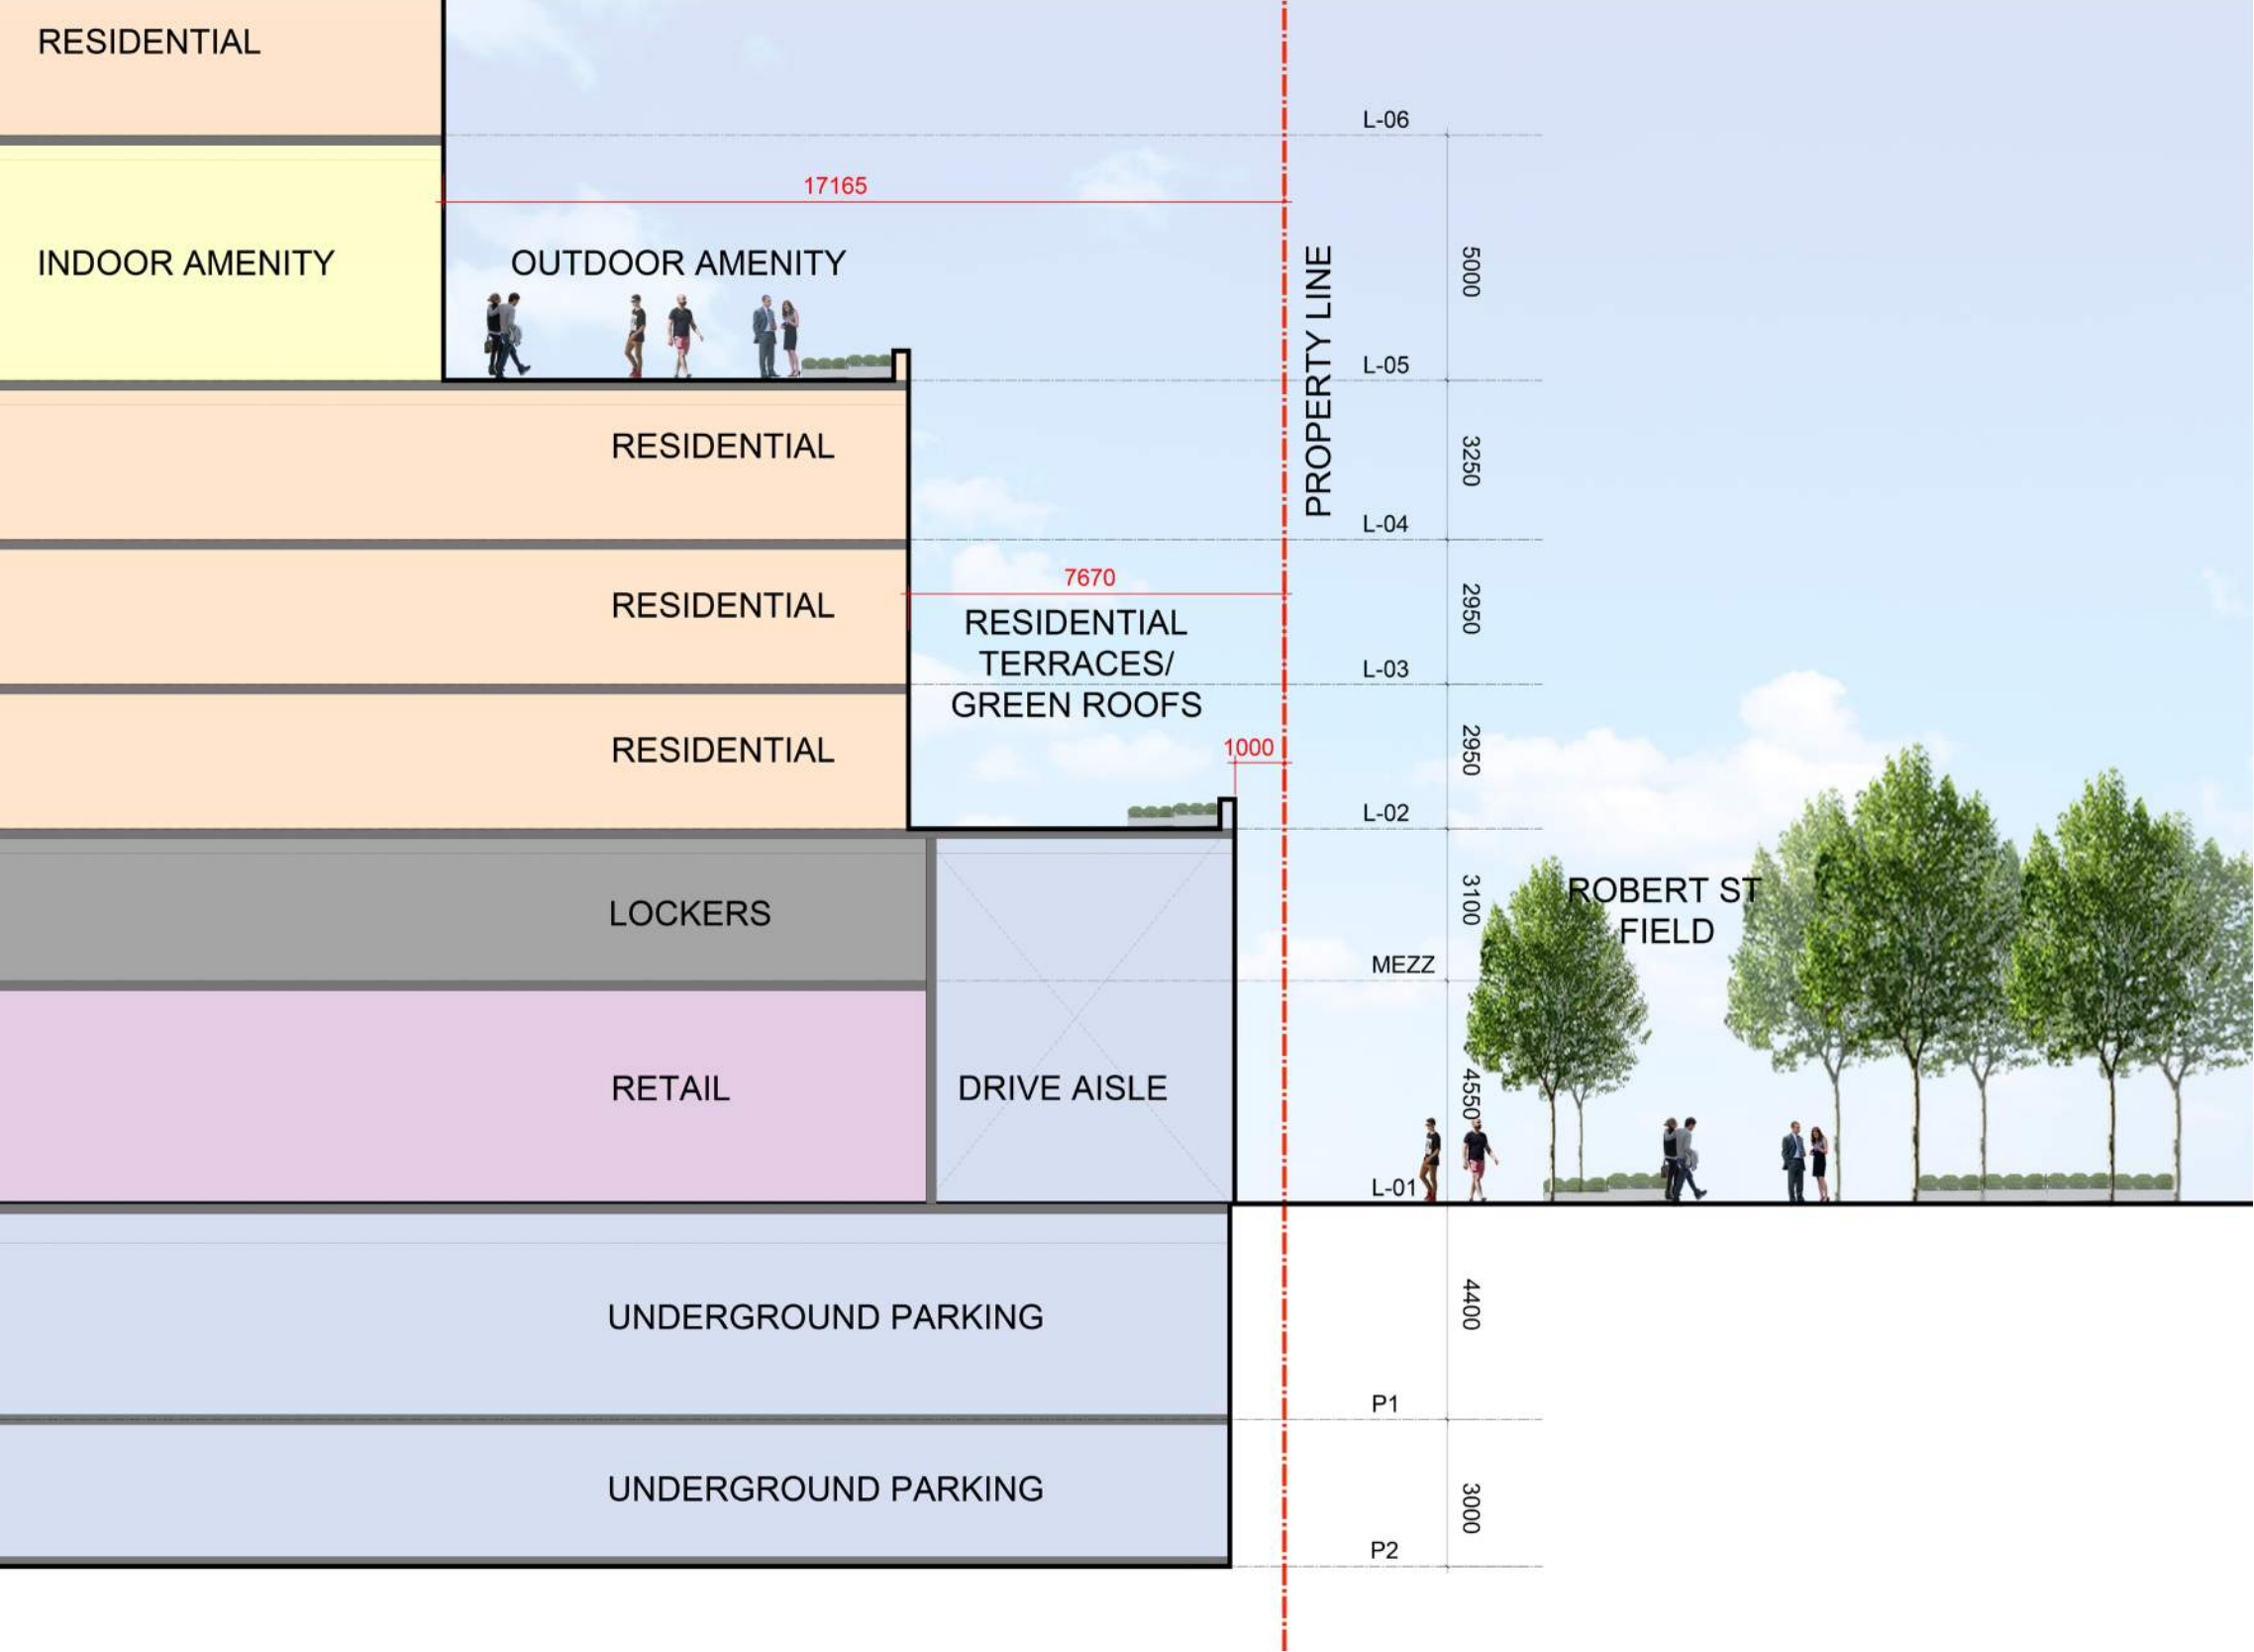 RESIDENTIAL
L-06
17165
INDOOR AMENITY
OUTDOOR AMENITY
PROPERTY LINE
5000
L-05
RESIDENTIAL
3250
L-04
7670
RESIDENTIAL
RESIDENTIAL
TERRACES/
GREEN ROOFS
2950
L-03
RESIDENTIAL
1000
2950
L-02
LOCKERS
3100
ROBERT ST
FIELD
MEZZ
RETAIL
DRIVE AISLE
4550
L-01
UNDERGROUND PARKING
4400
P1
UNDERGROUND PARKING
3000
P2